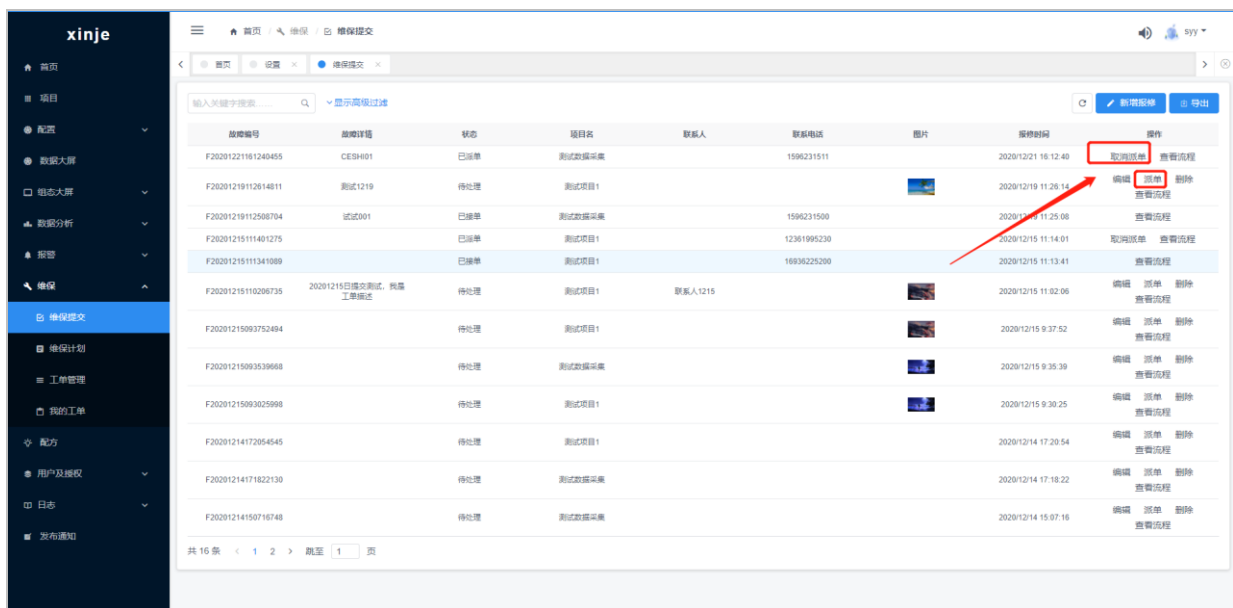 xinje
首页 / 维保 / 维保提交
syy
首页 设置 × 维保提交 ×
首页
项目
配置
数据大屏
组态大屏
数据分析
报警
维保
维保提交
维保计划
工单管理
我的工单
配方
用户及授权
日志
发布通知
输入关键字搜索...... 显示高级过滤 新增报修 导出
故障编号 故障详情 状态 项目名 联系人 联系电话 图片 报修时间 操作
F20201221161240455 CESHI01 已派单 测试数据采集 1596231511 2020/12/21 16:12:40 取消派单 查看流程
F20201219112614811 测试1219 待处理 测试项目1 2020/12/19 11:26:14 编辑 派单 删除
查看流程
F20201219112508704 试试001 已接单 测试数据采集 1596231500 2020/12/19 11:25:08 查看流程
F20201215111401275 已派单 测试项目1 12361995230 2020/12/15 11:14:01 取消派单 查看流程
F20201215111341089 已接单 测试项目1 16936225200 2020/12/15 11:13:41 查看流程
F20201215110206735 20201215日提交测试，我是
工单描述 待处理 测试项目1 联系人1215 2020/12/15 11:02:06 编辑 派单 删除
查看流程
F20201215093752494 待处理 测试项目1 2020/12/15 9:37:52 编辑 派单 删除
查看流程
F20201215093539668 待处理 测试数据采集 2020/12/15 9:35:39 编辑 派单 删除
查看流程
F20201215093025998 待处理 测试项目1 2020/12/15 9:30:25 编辑 派单 删除
查看流程
F20201214172054545 待处理 测试项目1 2020/12/14 17:20:54 编辑 派单 删除
查看流程
F20201214171822130 待处理 测试数据采集 2020/12/14 17:18:22 编辑 派单 删除
查看流程
F20201214150716748 待处理 测试数据采集 2020/12/14 15:07:16 编辑 派单 删除
查看流程
共 16 条 < 1 2 > 跳至 1 页